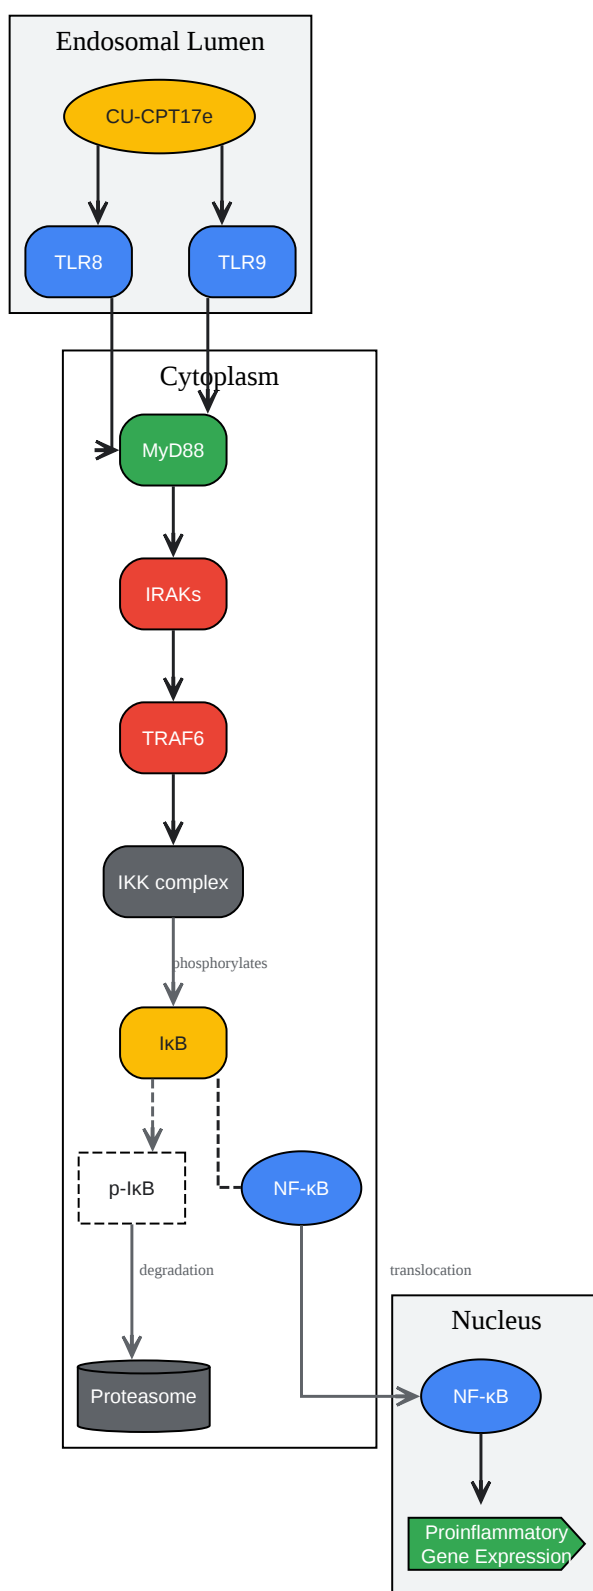 Endosomal Lumen
CU-CPT17e
TLR8
TLR9
Cytoplasm
MyD88
IRAKs
TRAF6
IKK complex
phosphorylates
IκB
p-IκB
NF-κB
degradation
translocation
Nucleus
Proteasome
NF-κB
Proinflammatory
Gene Expression